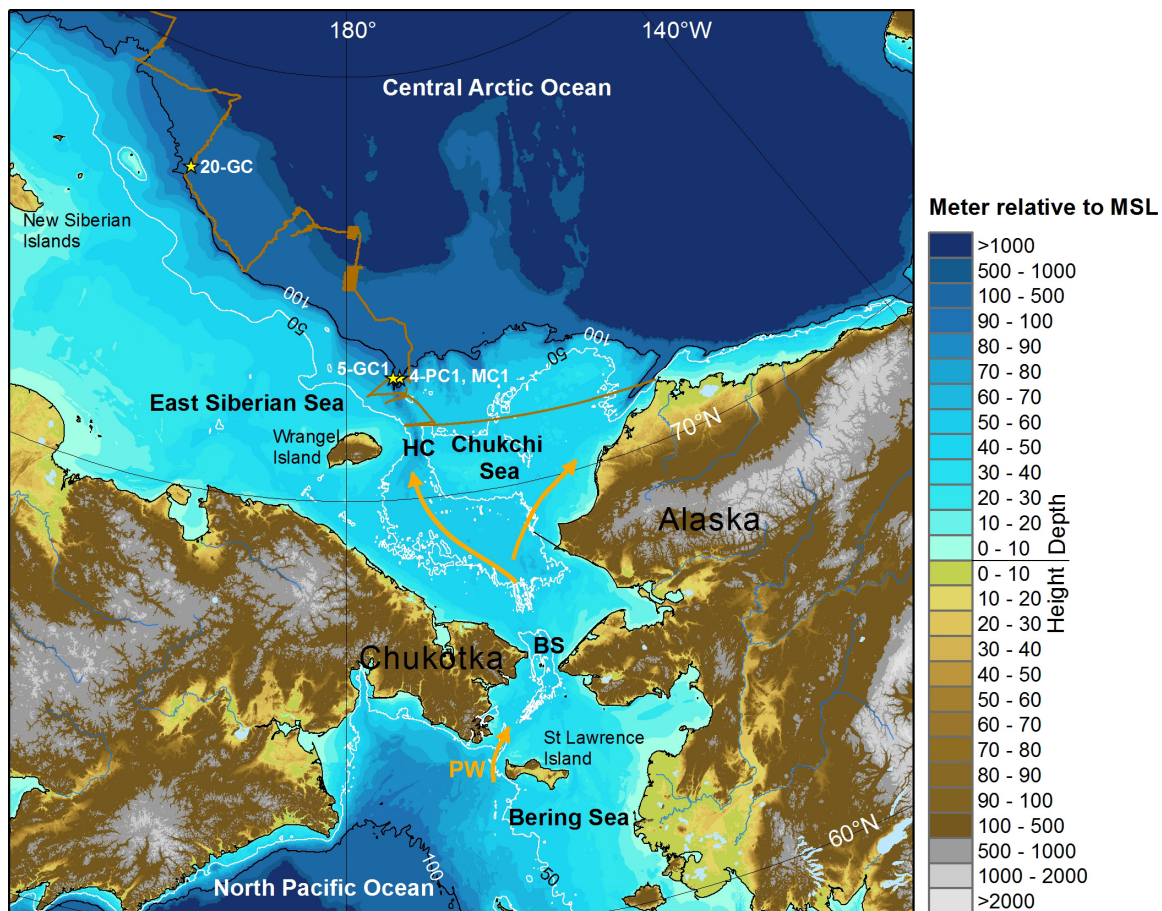 180°
140°W
Central Arctic Ocean
20-GC
New Siberian
Islands
100
50
100
50
5-GC1
4-PC1, MC1
East Siberian Sea
Wrangel
Island
HC
Chukchi
Sea
70°N
Alaska
Chukotka
BS
St Lawrence
Island
PW
Bering Sea
60°N
100
50
North Pacific Ocean
Meter relative to MSL
>1000
500 - 1000
100 - 500
90 - 100
80 - 90
70 - 80
60 - 70
50 - 60
40 - 50
30 - 40
20 - 30
10 - 20
0 - 10
Depth
Height
0 - 10
10 - 20
20 - 30
30 - 40
40 - 50
50 - 60
60 - 70
70 - 80
80 - 90
90 - 100
100 - 500
500 - 1000
1000 - 2000
>2000